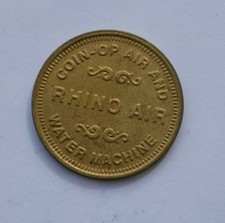 COIN-OP AIR AND
RHINO AIR
WATER MACHINE